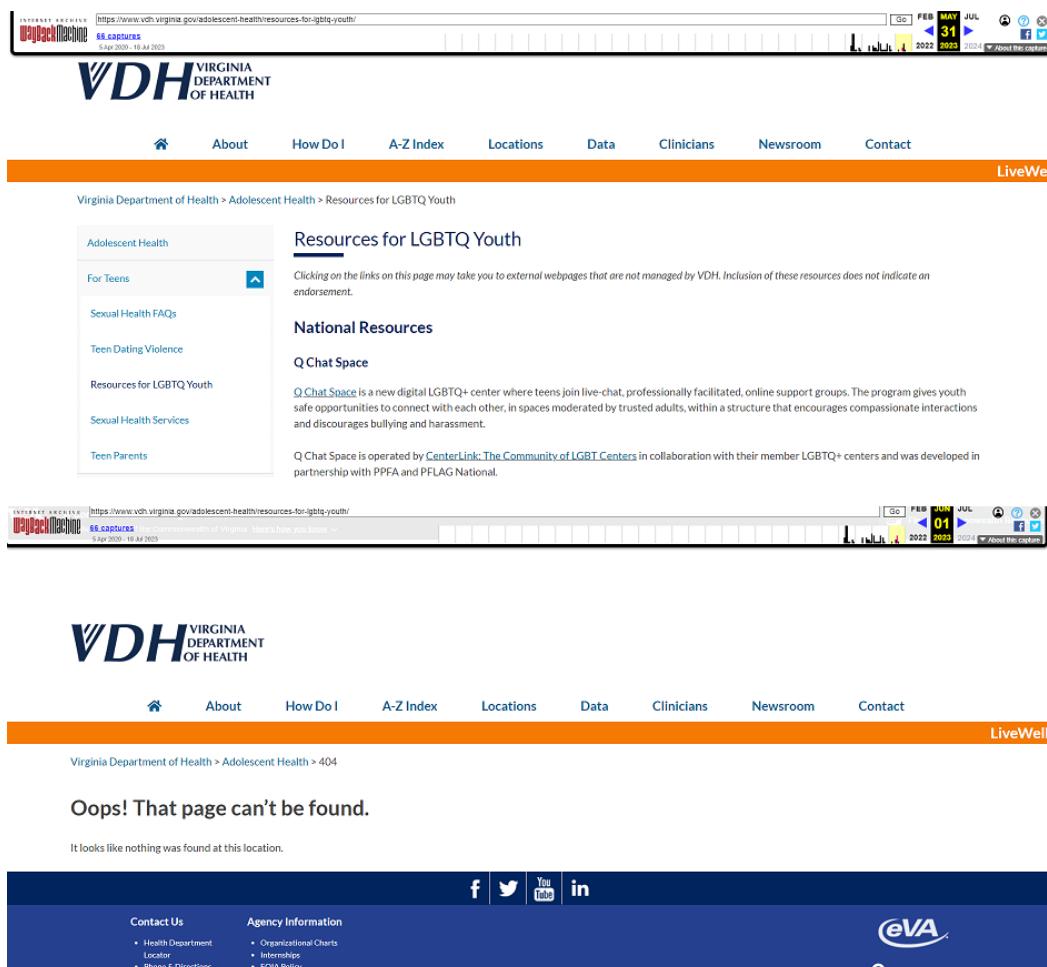 INTERNET ARCHIVE
WayBackMachine
https://www.vdh.virginia.gov/adolescent-health/resources-for-lgbtq-youth/
Go
FEB MAY JUL
66 captures
31
5 Apr 2020 - 18 Jul 2023
2022 2023 2024
About this capture
VDH VIRGINIA
DEPARTMENT
OF HEALTH
About How Do I A-Z Index Locations Data Clinicians Newsroom Contact
LiveWe
Virginia Department of Health > Adolescent Health > Resources for LGBTQ Youth
Adolescent Health
For Teens
Sexual Health FAQs
Teen Dating Violence
Resources for LGBTQ Youth
Sexual Health Services
Teen Parents
Resources for LGBTQ Youth
Clicking on the links on this page may take you to external webpages that are not managed by VDH. Inclusion of these resources does not indicate an
endorsement.
National Resources
Q Chat Space
Q Chat Space is a new digital LGBTQ+ center where teens join live-chat, professionally facilitated, online support groups. The program gives youth
safe opportunities to connect with each other, in spaces moderated by trusted adults, within a structure that encourages compassionate interactions
and discourages bullying and harassment.
Q Chat Space is operated by CenterLink: The Community of LGBT Centers in collaboration with their member LGBTQ+ centers and was developed in
partnership with PPFA and PFLAG National.
INTERNET ARCHIVE
WayBackMachine
https://www.vdh.virginia.gov/adolescent-health/resources-for-lgbtq-youth/
Go
FEB JUN JUL
66 captures
01
5 Apr 2020 - 18 Jul 2023
2022 2023 2024
About this capture
VDH VIRGINIA
DEPARTMENT
OF HEALTH
About How Do I A-Z Index Locations Data Clinicians Newsroom Contact
LiveWell
Virginia Department of Health > Adolescent Health > 404
Oops! That page can't be found.
It looks like nothing was found at this location.
f You Tube in
Contact Us
Health Department
Locator
Phone & Directions
Agency Information
Organizational Charts
Internships
FOIA Policy
eVA